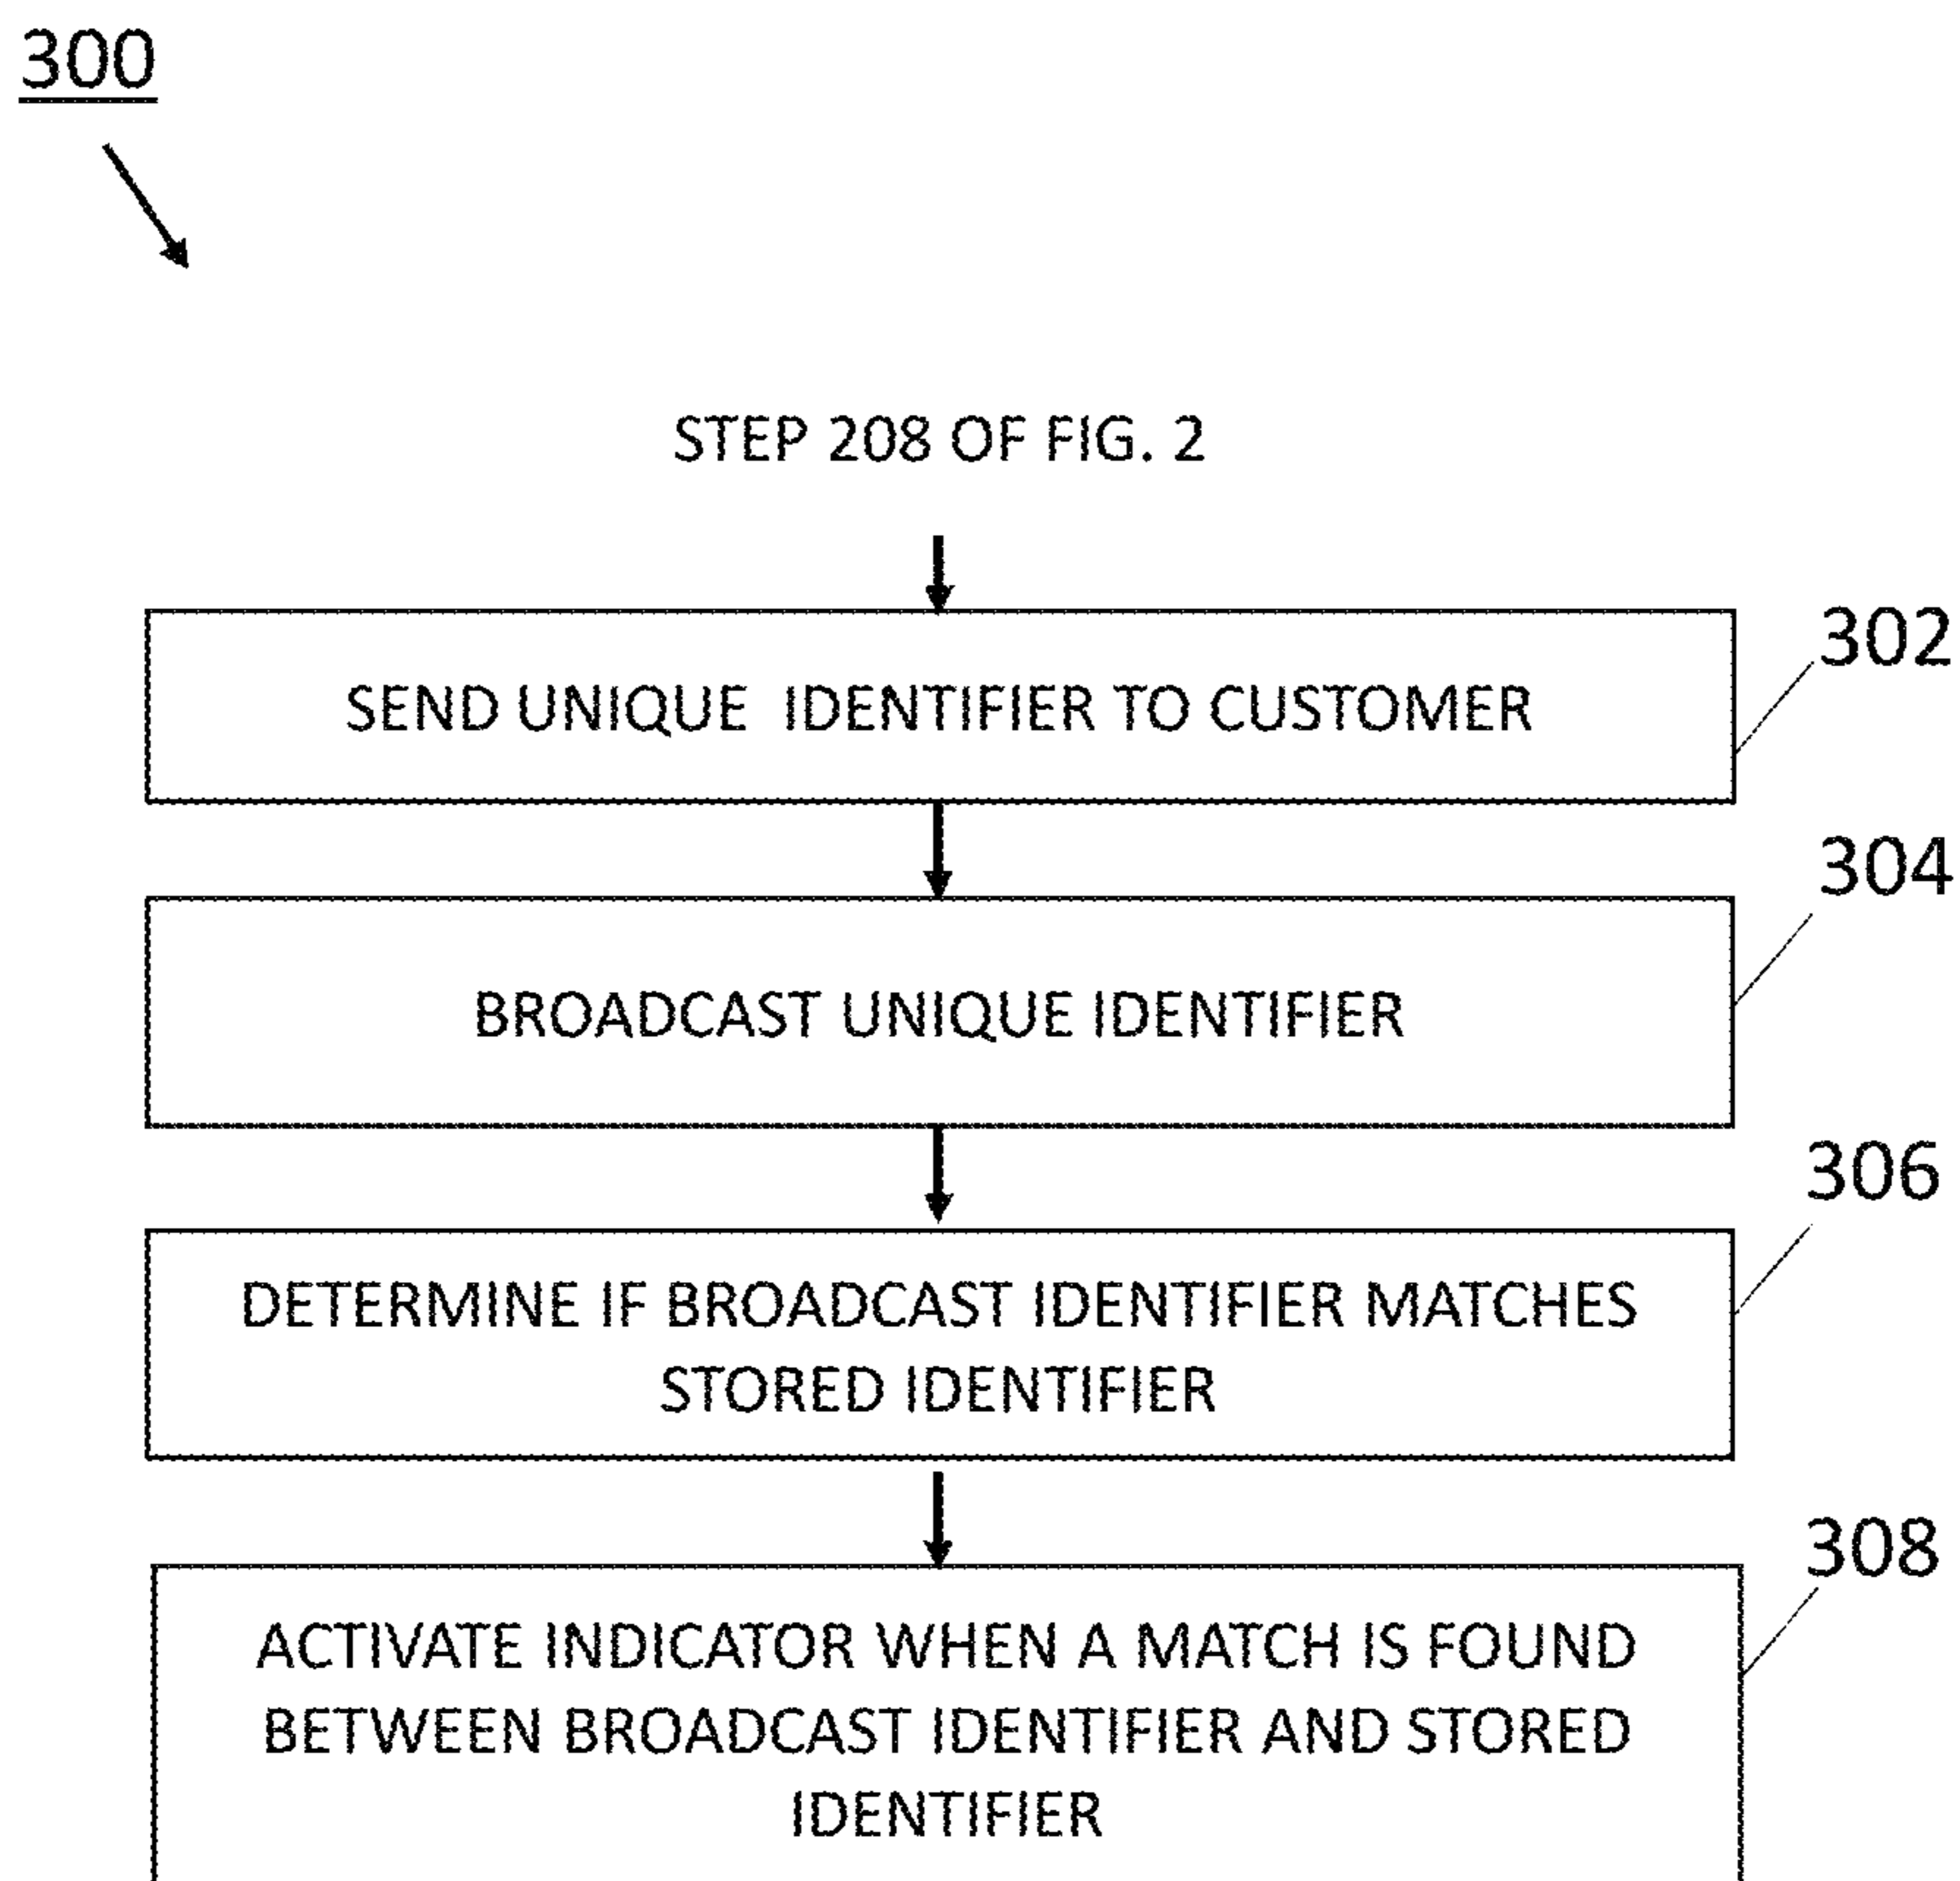 300
STEP 208 OF FIG. 2
302
SEND UNIQUE IDENTIFIER TO CUSTOMER
304
BROADCAST UNIQUE IDENTIFIER
306
DETERMINE IF BROADCAST IDENTIFIER MATCHES
STORED IDENTIFIER
308
ACTIVATE INDICATOR WHEN A MATCH IS FOUND
BETWEEN BROADCAST IDENTIFIER AND STORED
IDENTIFIER